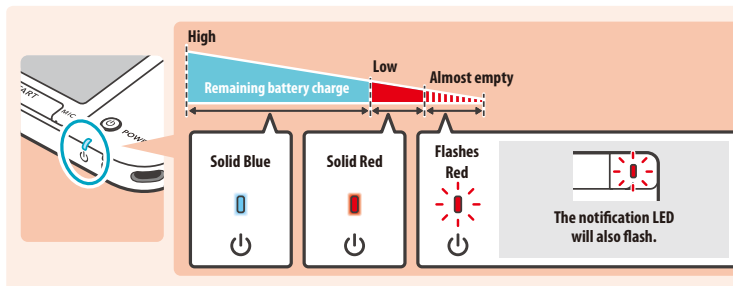 High
Low
Almost empty
Remaining battery charge
START
MIC
POWE
Solid Blue
Solid Red
Flashes
Red
The notification LED
will also flash.